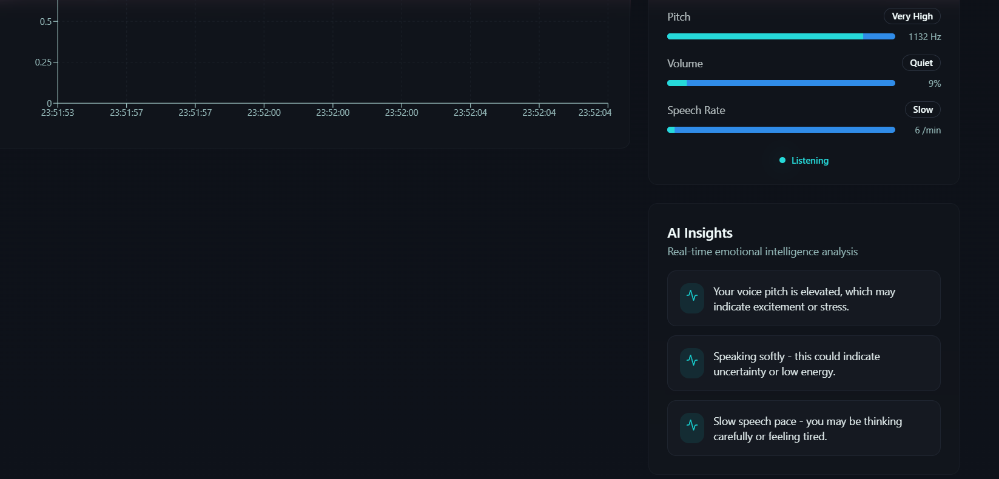 0.5
0.25
0
23:51:53 23:51:57 23:51:57 23:52:00 23:52:00 23:52:00 23:52:04 23:52:04 23:52:04
Pitch
Very High
1132 Hz
Volume
Quiet
9%
Speech Rate
Slow
6 /min
Listening
AI Insights
Real-time emotional intelligence analysis
Your voice pitch is elevated, which may
indicate excitement or stress.
Speaking softly - this could indicate
uncertainty or low energy.
Slow speech pace - you may be thinking
carefully or feeling tired.